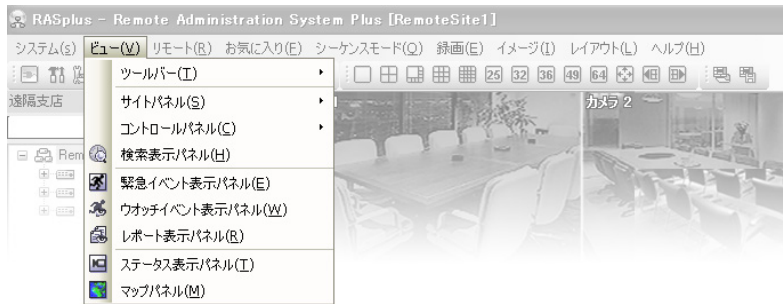 RASplus - Remote Administration System Plus [RemoteSite1]
システム(s) ビュー(V) リモート(R) お気に入り(F) シーケンスモード(Q) 録画(E) イメージ(I) レイアウト(L) ヘルプ(H)
25 32 36 49 64
遠隔支店
カメラ 2
Rem
ツールバー(T)
サイトパネル(S)
コントロールパネル(C)
検索表示パネル(H)
緊急イベント表示パネル(E)
ウオッチイベント表示パネル(W)
レポート表示パネル(R)
ステータス表示パネル(T)
マップパネル(M)